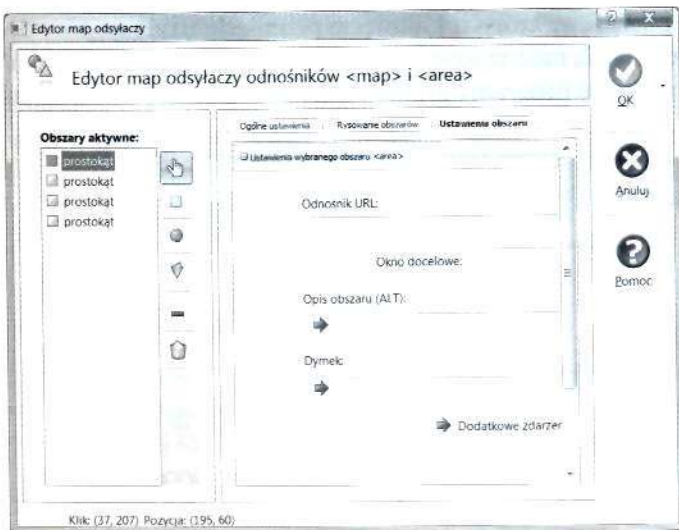 Edytor map odsyłaczy
Edytor map odsyłaczy odnośników <map> i <area>
OK
Anuluj
Pomoc
Obszary aktywne:
prostokąt
prostokąt
prostokąt
prostokąt
Ogólne ustawienia
Rysowanie obszarów
Ustawienia obszaru
Ustawienia wybranego obszaru <area>
Odnośnik URL:
Okno docelowe:
Opis obszaru (ALT):
Dymek:
Dodatkowe zdarzer
Klik: (37, 207) Pozycja: (195, 60)